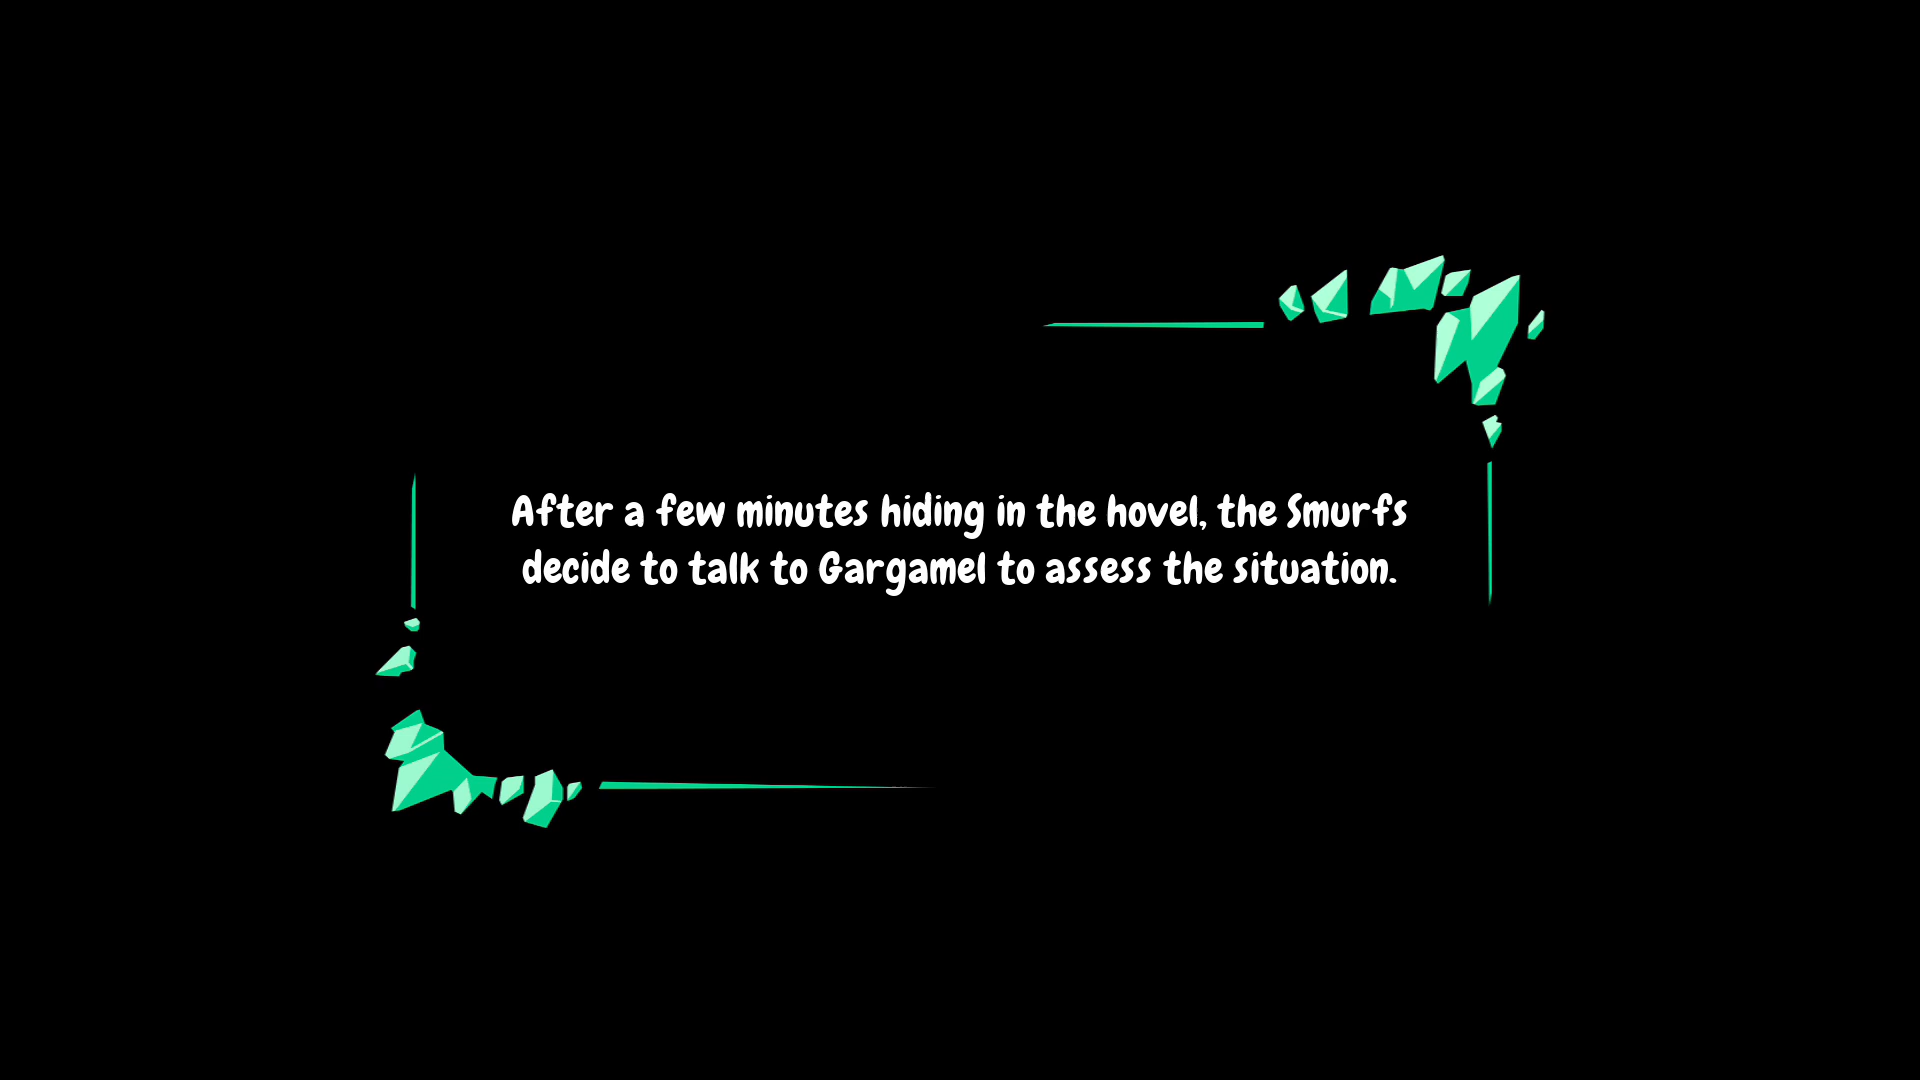 After a few minutes hiding in the hovel, the Smurfs
decide to talk to Gargamel to assess the situation.